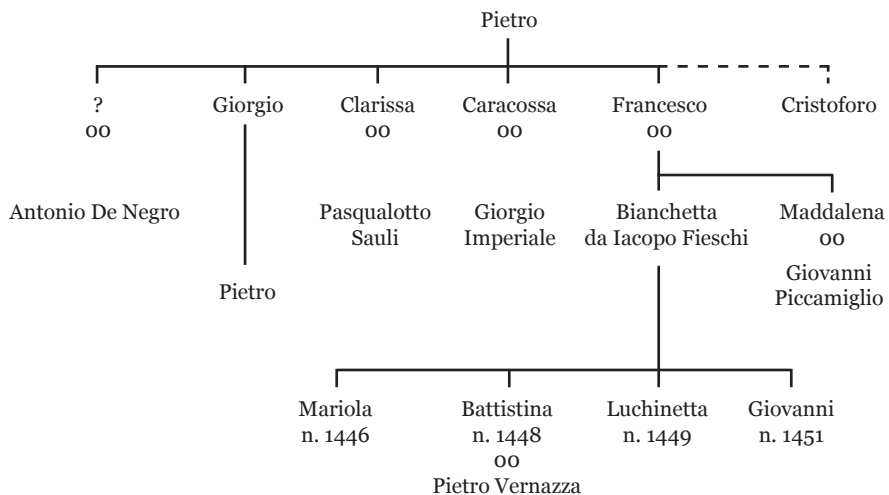 Pietro
? Giorgio Clarissa Caracossa Francesco Cristoforo
oo oo oo oo
Antonio De Negro Pasqualotto Giorgio Bianchetta Maddalena
Sauli Imperiale da Iacopo Fieschi oo
Giovanni
Pietro Piccamiglio
Mariola Battistina Luchinetta Giovanni
n. 1446 n. 1448 n. 1449 n. 1451
oo
Pietro Vernazza